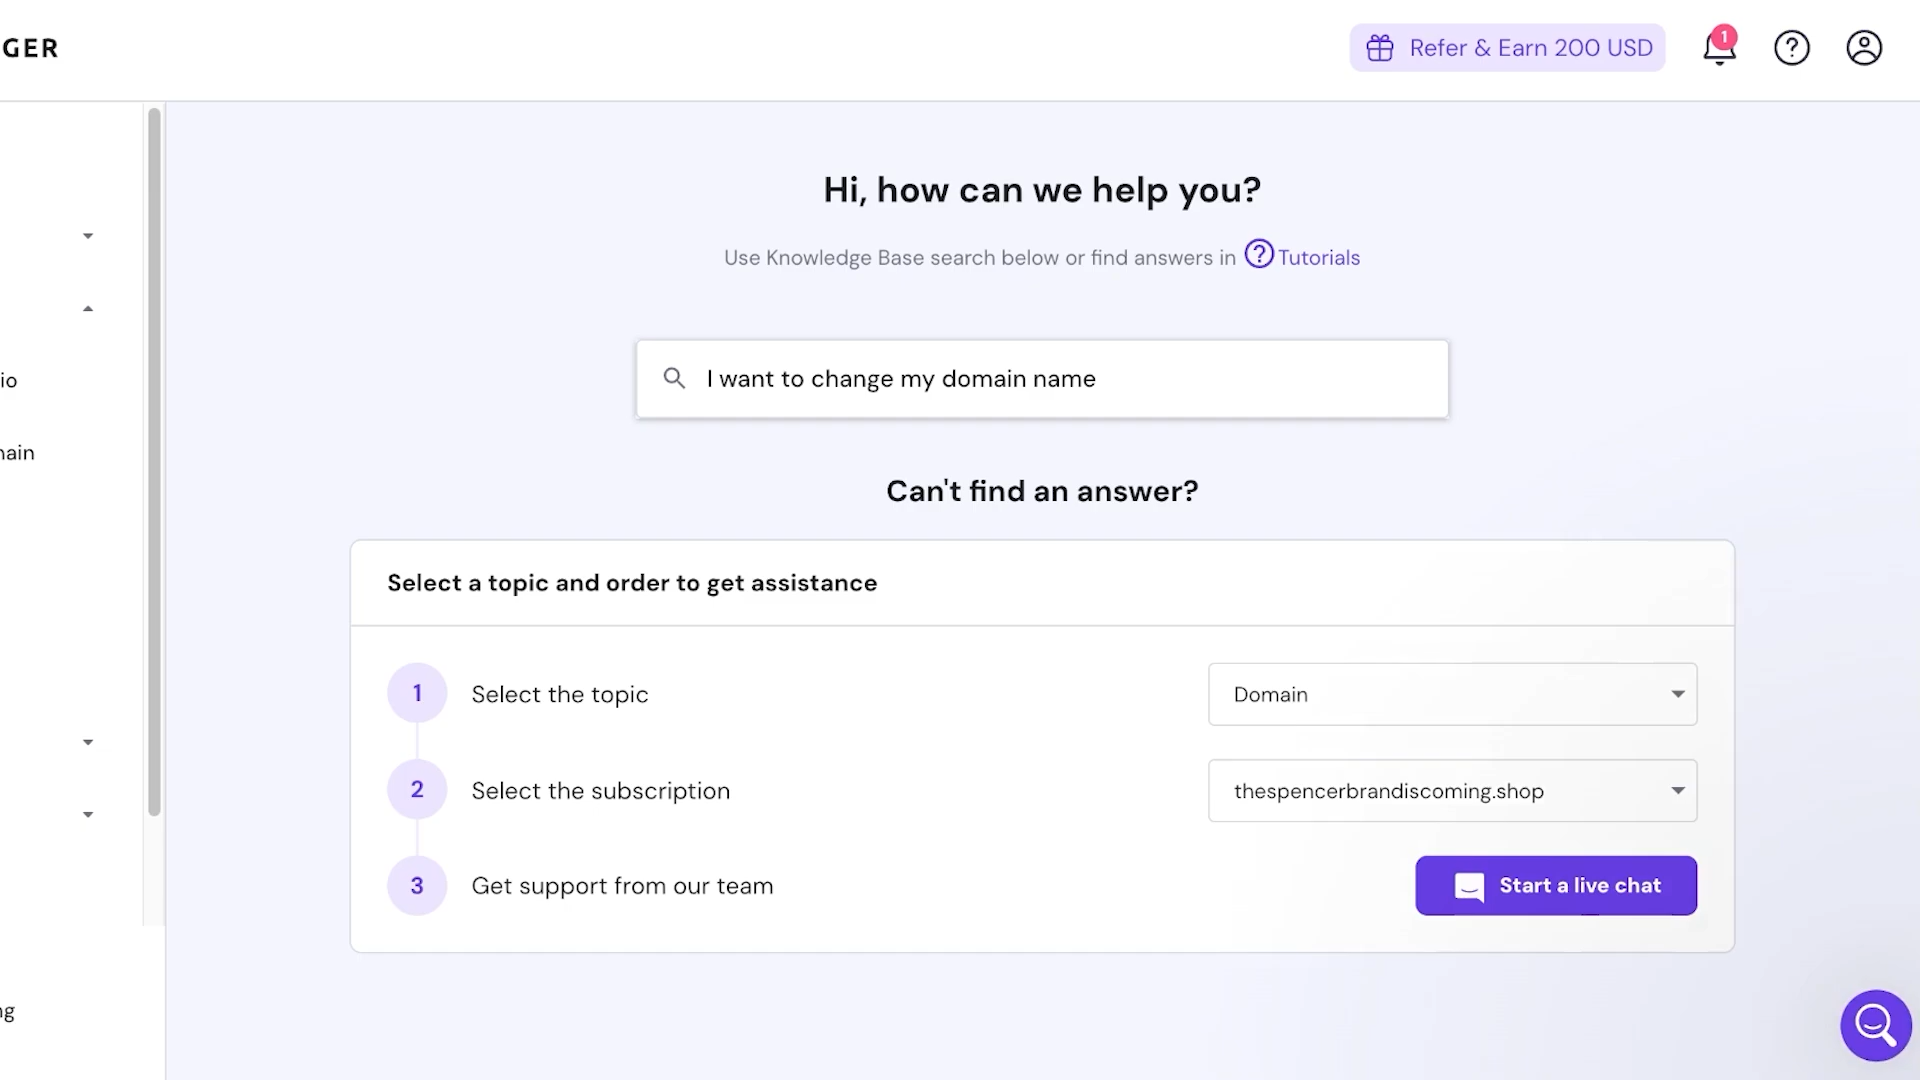 GER
Refer & Earn 200 USD
1
Hi, how can we help you?
Use Knowledge Base search below or find answers in Tutorials
I want to change my domain name
io
ain
Can't find an answer?
Select a topic and order to get assistance
1 Select the topic
Domain
2 Select the subscription
thespencerbrandiscoming.shop
3 Get support from our team
Start a live chat
g